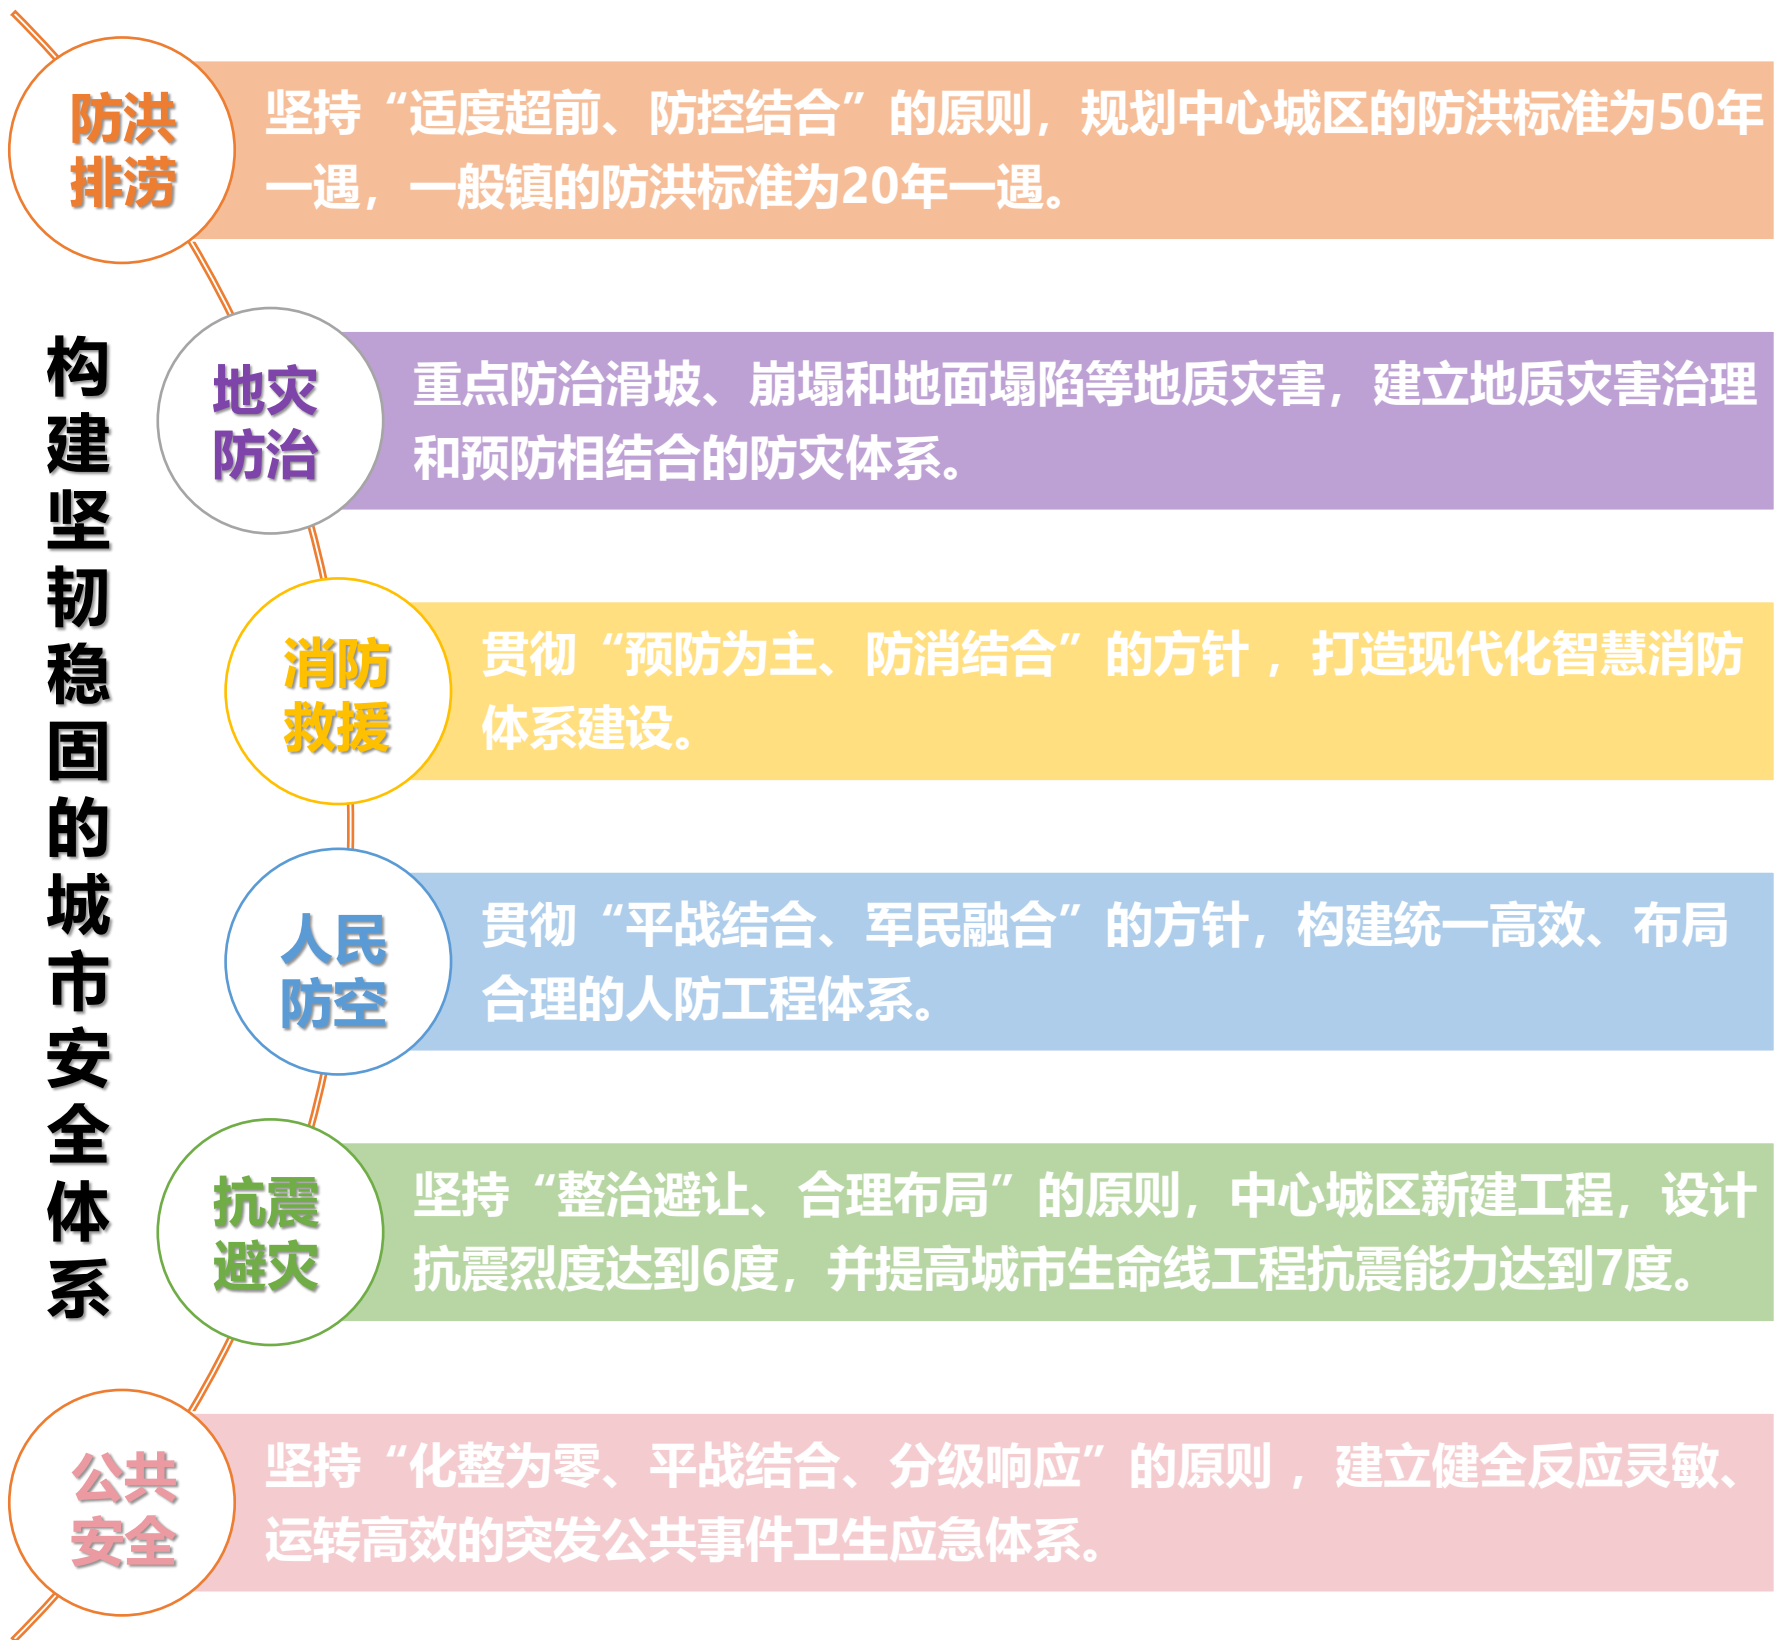 构建坚韧稳固的城市安全体系
防洪
排涝
坚持“适度超前、防控结合”的原则，规划中心城区的防洪标准为50年
一遇，一般镇的防洪标准为20年一遇。
地灾
防治
重点防治滑坡、崩塌和地面塌陷等地质灾害，建立地质灾害治理
和预防相结合的防灾体系。
消防
救援
贯彻“预防为主、防消结合”的方针 ，打造现代化智慧消防
体系建设。
人民
防空
贯彻“平战结合、军民融合”的方针，构建统一高效、布局
合理的人防工程体系。
抗震
避灾
坚持“整治避让、合理布局”的原则，中心城区新建工程，设计
抗震烈度达到6度，并提高城市生命线工程抗震能力达到7度。
公共
安全
坚持“化整为零、平战结合、分级响应”的原则 ，建立健全反应灵敏、
运转高效的突发公共事件卫生应急体系。